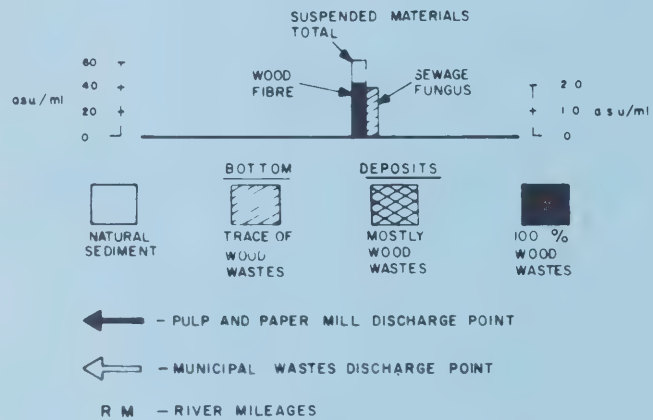 SUSPENDED MATERIALS
TOTAL
60
40
20
0
asu/ml
WOOD
FIBRE
SEWAGE
FUNGUS
20
10
0
asu/ml
BOTTOM DEPOSITS
NATURAL
SEDIMENT
TRACE OF
WOOD
WASTES
MOSTLY
WOOD
WASTES
100 %
WOOD
WASTES
- PULP AND PAPER MILL DISCHARGE POINT
- MUNICIPAL WASTES DISCHARGE POINT
R M - RIVER MILEAGES